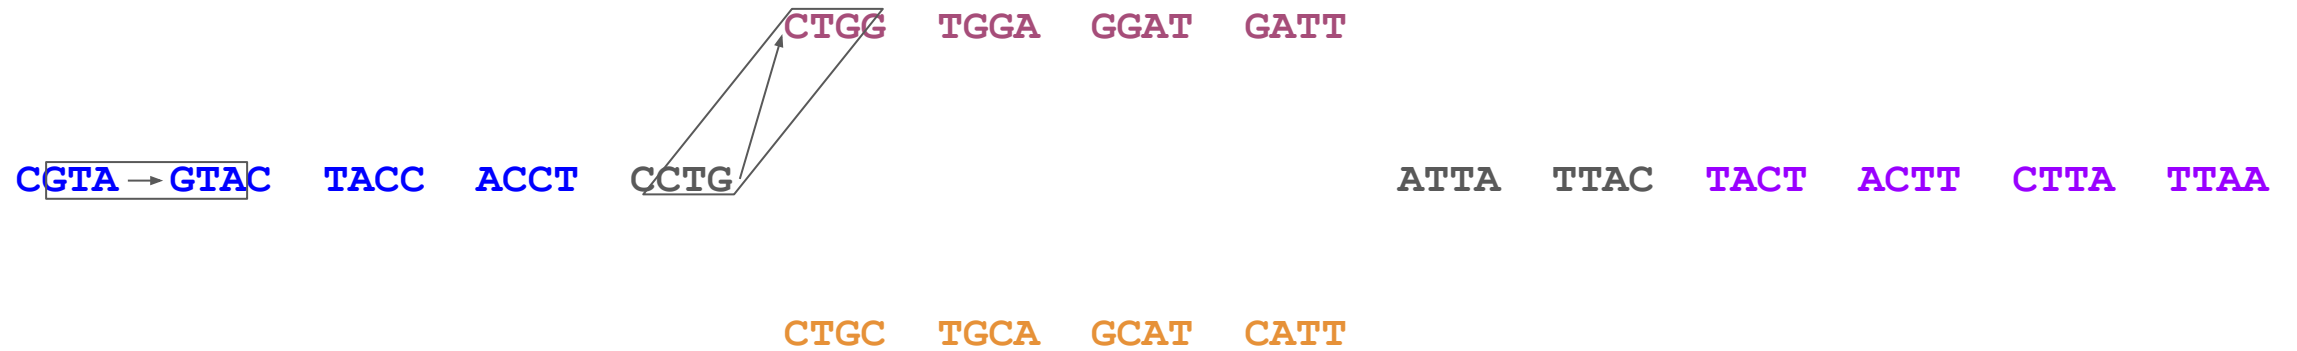 CTGG TGGA GGAT GATT
CGTA GTAC TACC ACCT CCTG ATTA TTAC TACT ACTT CTTA TTAA
CTGC TGCA GCAT CATT